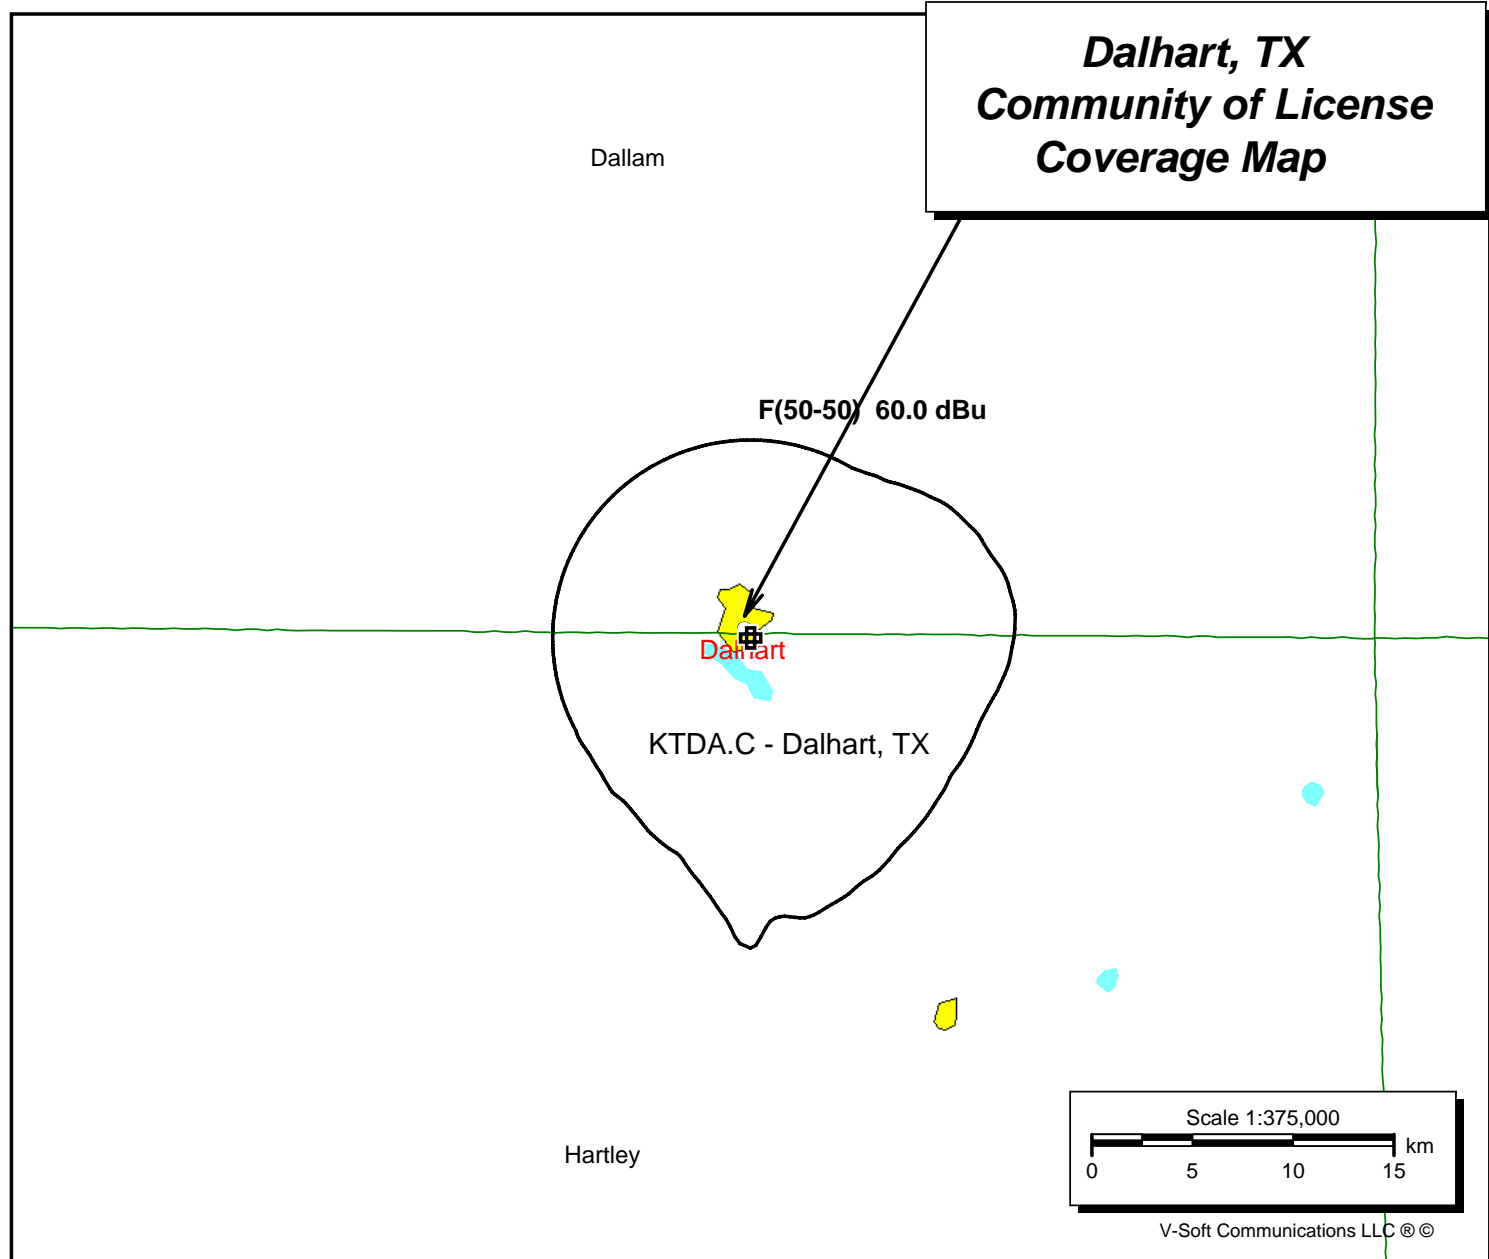 Dalhart, TX
Community of License
Coverage Map
Dallam
F(50-50) 60.0 dBu
Dalhart
KTDA.C - Dalhart, TX
Hartley
Scale 1:375,000
km
0 5 10 15
V-Soft Communications LLC ® ©